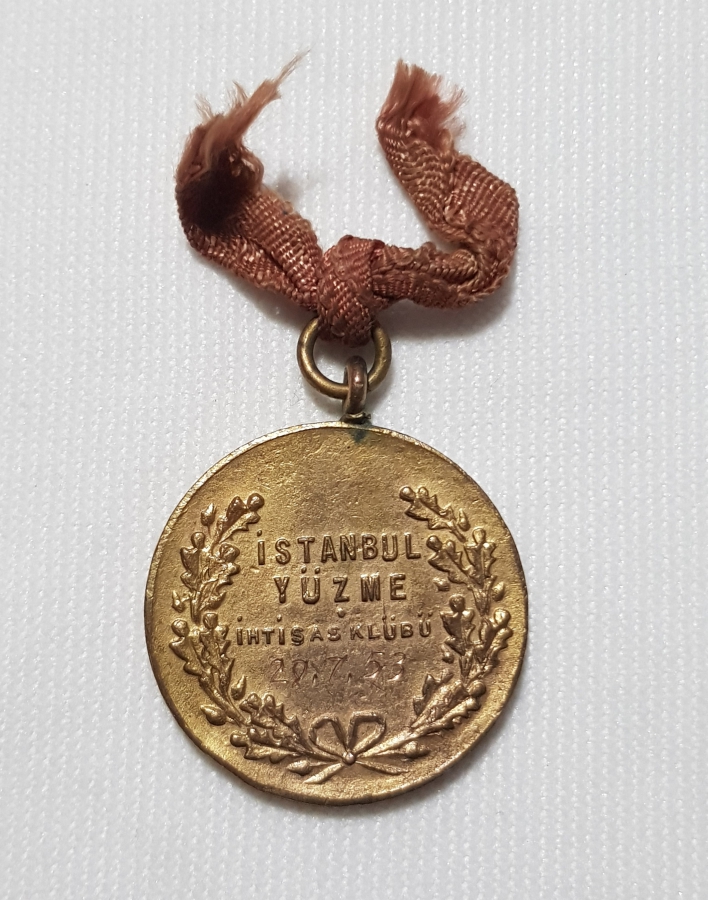 İSTANBUL
YÜZME
İHTİSAS KLÜBÜ
29.7.53